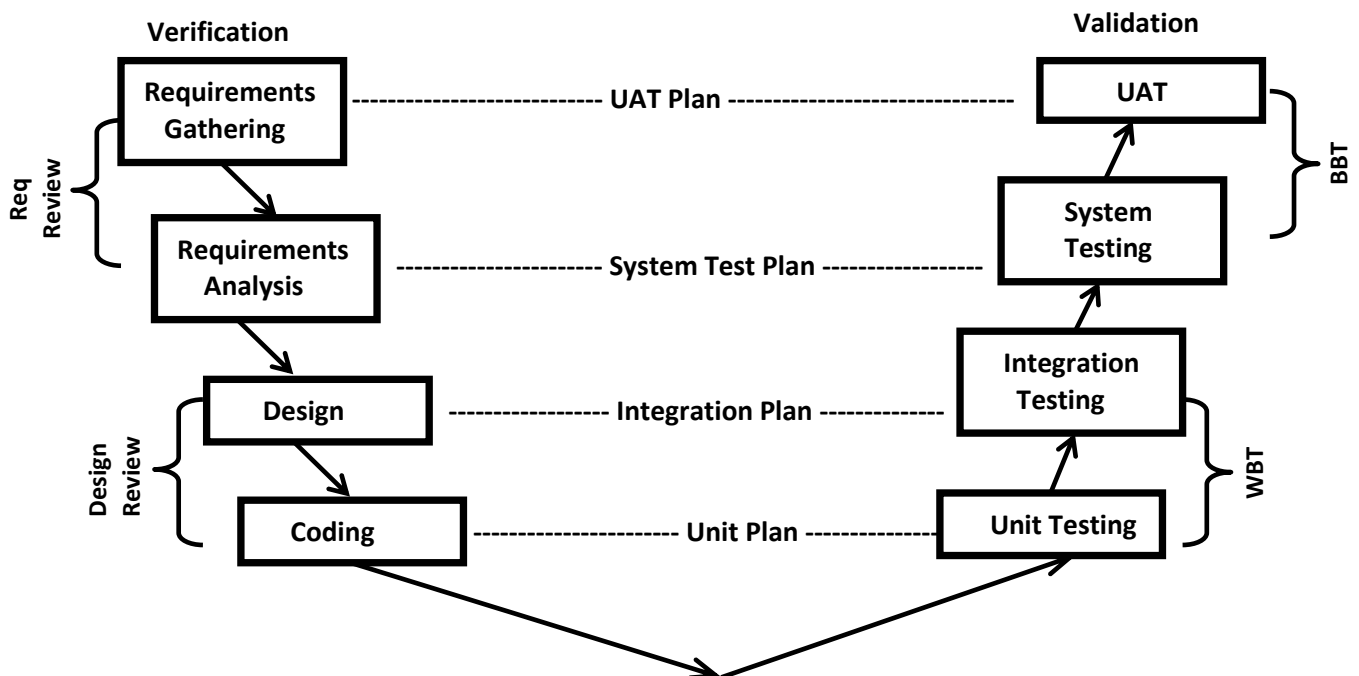 Verification
Validation
Requirements
Gathering
UAT Plan
UAT
Req
Review
BBT
Requirements
Analysis
System Test Plan
System
Testing
Design
Integration Plan
Integration
Testing
Design
Review
WBT
Coding
Unit Plan
Unit Testing